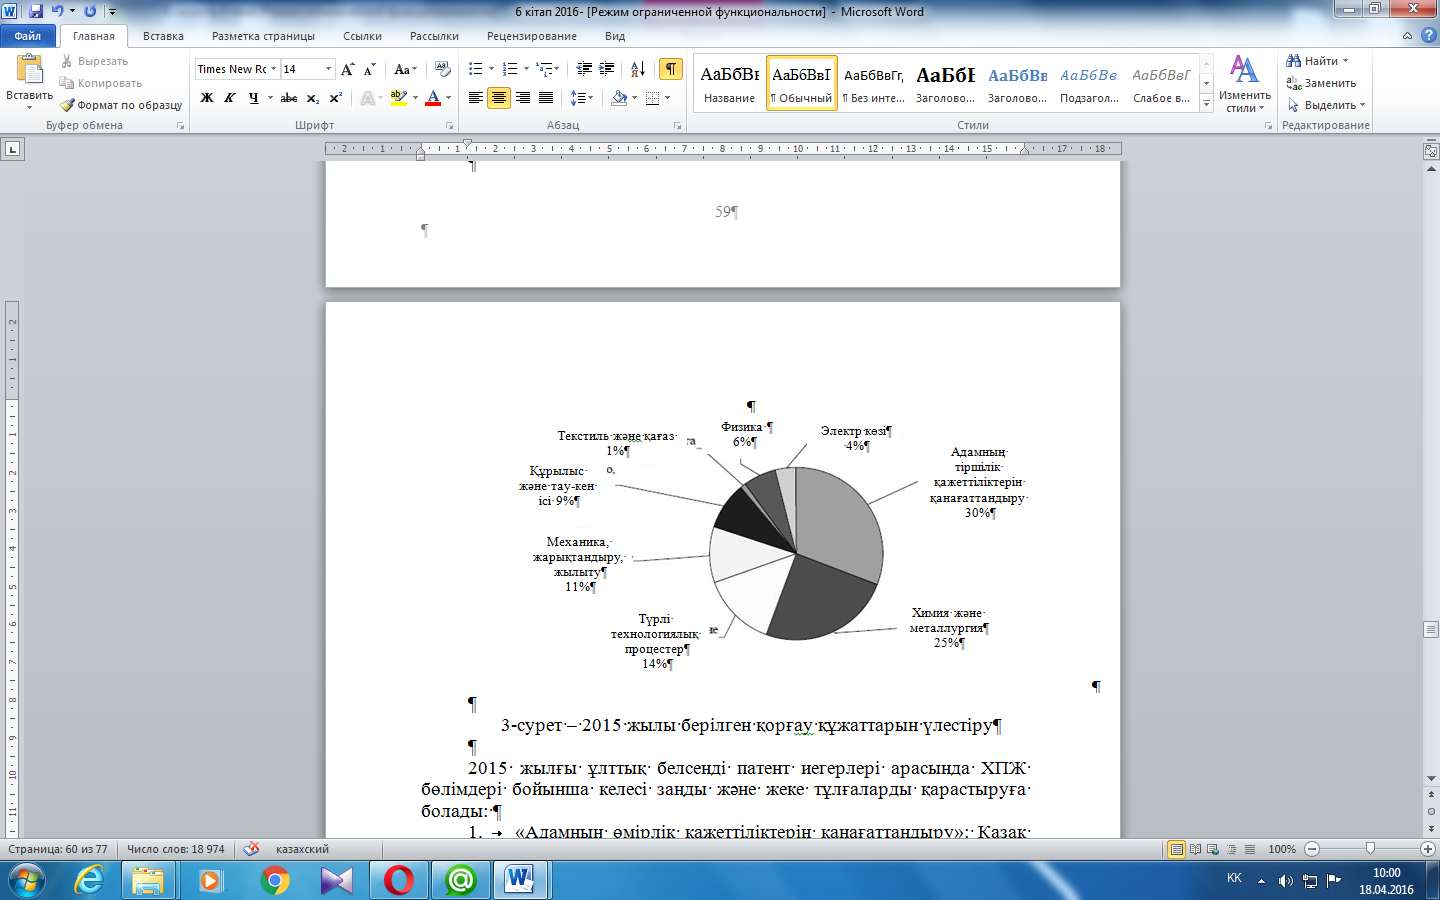 6 кітап 2016- [Режим ограниченной функциональности] - Microsoft Word
Файл Главная Вставка Разметка страницы Ссылки Рассылки Рецензирование Вид
Вставить
Вырезать
Копировать
Формат по образцу
Буфер обмена
Times New Ro 14
Ж К Ч abc x₂ x²
Шрифт
Абзац
АаБбВв АаБбВвГ АаБбВвГг АаБбВ АаБбВв АаБбВв АаБбВвГ
Название ¶ Обычный ¶ Без инте... Заголово... Заголово... Подзагол... Слабое в...
Стили
Изменить стили
Найти
Заменить
Выделить
Редактирование
59¶
¶
Текстиль және қағаз
1%¶
Физика ¶
6%¶
Электр көзі¶
4%¶
Адамның
тіршілік
қажеттіліктерін
қанағаттандыру
30%¶
Құрылыс
және тау-кен
ісі 9%¶
Механика,
жарықтандыру,
жылыту¶
11%¶
Түрлі
технологиялық
процестер¶
14%¶
Химия және
металлургия¶
25%¶
3-сурет – 2015 жылы берілген қорғау құжаттарын үлестіру¶
2015 жылғы ұлттық белсенді патент иегерлері арасында ХПЖ
бөлімдері бойынша келесі заңды және жеке тұлғаларды қарастыруға
болады: ¶
1. → «Адамның өмірлік қажеттіліктерін қанағаттандыру»: Қазақ
Страница: 60 из 77 Число слов: 18 974 казахский 100%
KK
10:00
18.04.2016